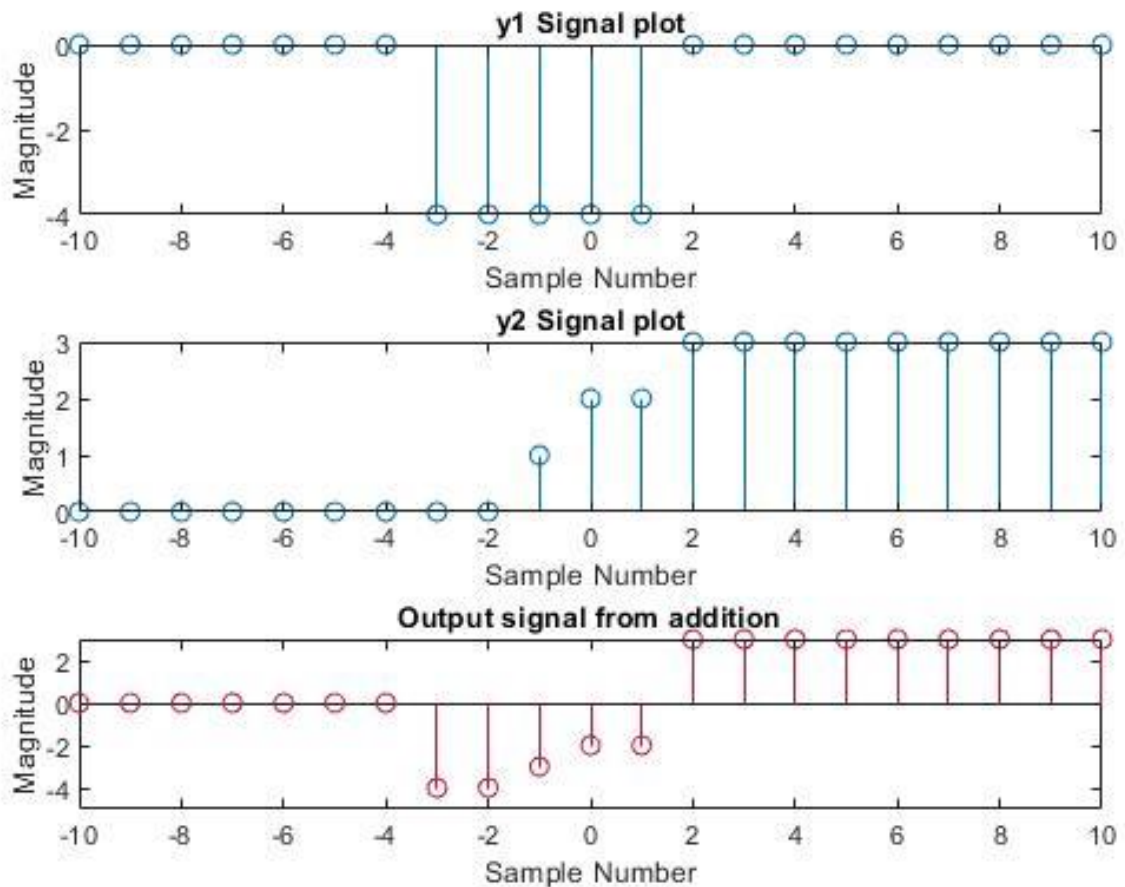 y1 Signal plot
0
-2
-4
Magnitude
-10 -8 -6 -4 -2 0 2 4 6 8 10
Sample Number
y2 Signal plot
3
2
1
0
Magnitude
-10 -8 -6 -4 -2 0 2 4 6 8 10
Sample Number
Output signal from addition
2
0
-2
-4
Magnitude
-10 -8 -6 -4 -2 0 2 4 6 8 10
Sample Number